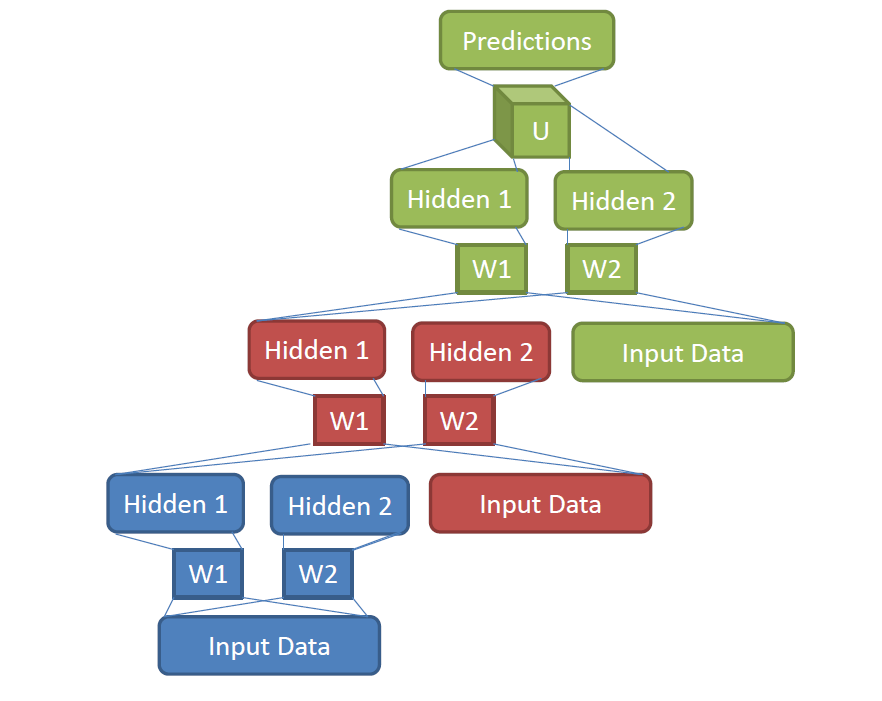 Predictions
U
Hidden 1
Hidden 2
W1
W2
Hidden 1
Hidden 2
Input Data
W1
W2
Hidden 1
Hidden 2
Input Data
W1
W2
Input Data